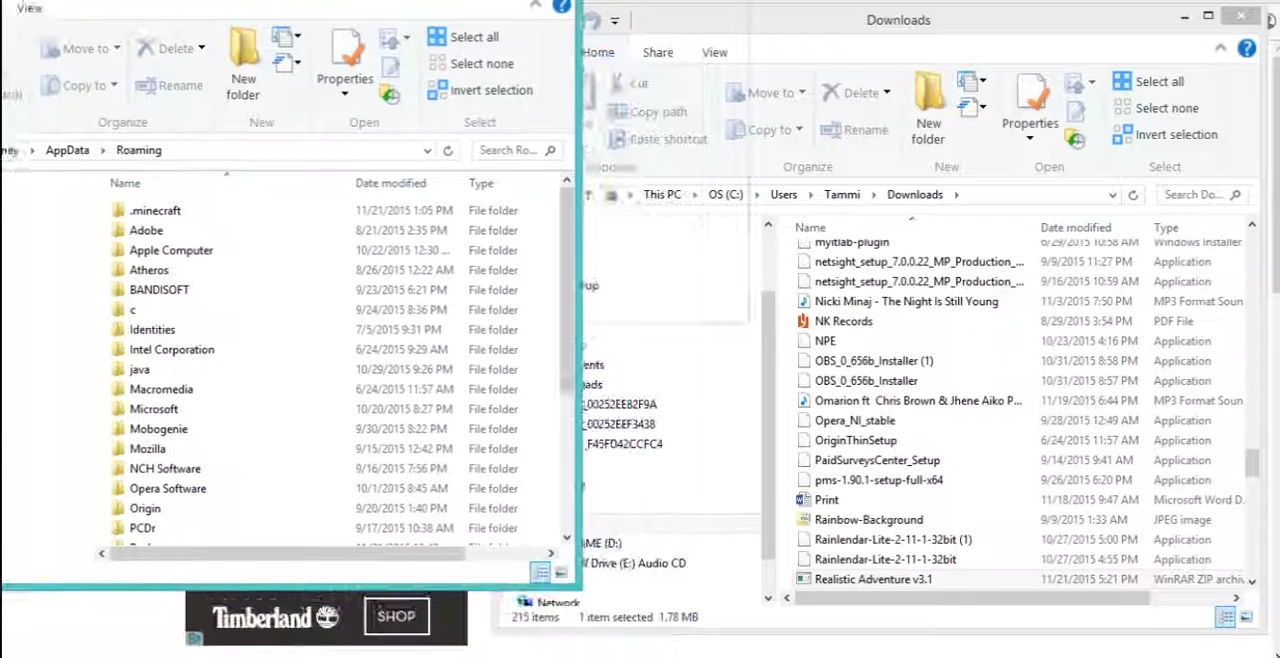 View
Move to
Delete
Copy to
Rename
New folder
Properties
Select all
Select none
Invert selection
Organize
New
Open
Select
AppData
Roaming
Search Ro...
Name Date modified Type
.minecraft 11/21/2015 1:05 PM File folder
Adobe 8/21/2015 2:35 PM File folder
Apple Computer 10/22/2015 12:30 ... File folder
Atheros 8/26/2015 12:22 AM File folder
BANDISOFT 9/23/2015 6:21 PM File folder
c 9/24/2015 8:36 PM File folder
Identities 7/5/2015 9:31 PM File folder
Intel Corporation 6/24/2015 9:29 AM File folder
java 10/29/2015 9:26 PM File folder
Macromedia 6/24/2015 11:57 AM File folder
Microsoft 10/20/2015 8:27 PM File folder
Mobogenie 9/30/2015 8:22 PM File folder
Mozilla 9/15/2015 12:42 PM File folder
NCH Software 9/16/2015 7:56 PM File folder
Opera Software 10/1/2015 8:45 AM File folder
Origin 9/20/2015 1:40 PM File folder
PCDr 9/17/2015 10:38 AM File folder
Timberland
SHOP
Downloads
Home Share View
Cut
Copy path
Paste shortcut
Move to
Delete
Copy to
Rename
New folder
Properties
Select all
Select none
Invert selection
Organize
New
Open
Select
This PC
OS (C:)
Users
Tammi
Downloads
Search Do...
Name Date modified Type
myitlab-plugin 6/29/2015 10:58 AM Windows Installer
netsight_setup_7.0.0.22_MP_Production_... 9/9/2015 11:27 PM Application
netsight_setup_7.0.0.22_MP_Production_... 9/16/2015 10:59 AM Application
Nicki Minaj - The Night Is Still Young 11/3/2015 7:50 PM MP3 Format Soun
NK Records 8/29/2015 3:54 PM PDF File
NPE 10/23/2015 4:16 PM Application
OBS_0_656b_Installer (1) 10/31/2015 8:58 PM Application
OBS_0_656b_Installer 10/31/2015 8:57 PM Application
Omarion ft Chris Brown & Jhene Aiko P... 11/19/2015 6:44 PM MP3 Format Soun
Opera_NI_stable 9/28/2015 12:49 AM Application
OriginThinSetup 6/24/2015 11:57 AM Application
PaidSurveysCenter_Setup 9/14/2015 9:41 AM Application
pms-1.90.1-setup-full-x64 9/26/2015 6:20 PM Application
Print 11/18/2015 9:47 AM Microsoft Word D.
Rainbow-Background 9/9/2015 1:33 AM JPEG image
Rainlendar-Lite-2-11-1-32bit (1) 10/27/2015 5:00 PM Application
Rainlendar-Lite-2-11-1-32bit 10/27/2015 4:55 PM Application
Realistic Adventure v3.1 11/21/2015 5:21 PM WinRAR ZIP archiv
_00252EE82F9A
_00252EEF3438
_F45F042CCFC4
(D:)
Drive (E:) Audio CD
Network
215 items 1 item selected 1.78 MB